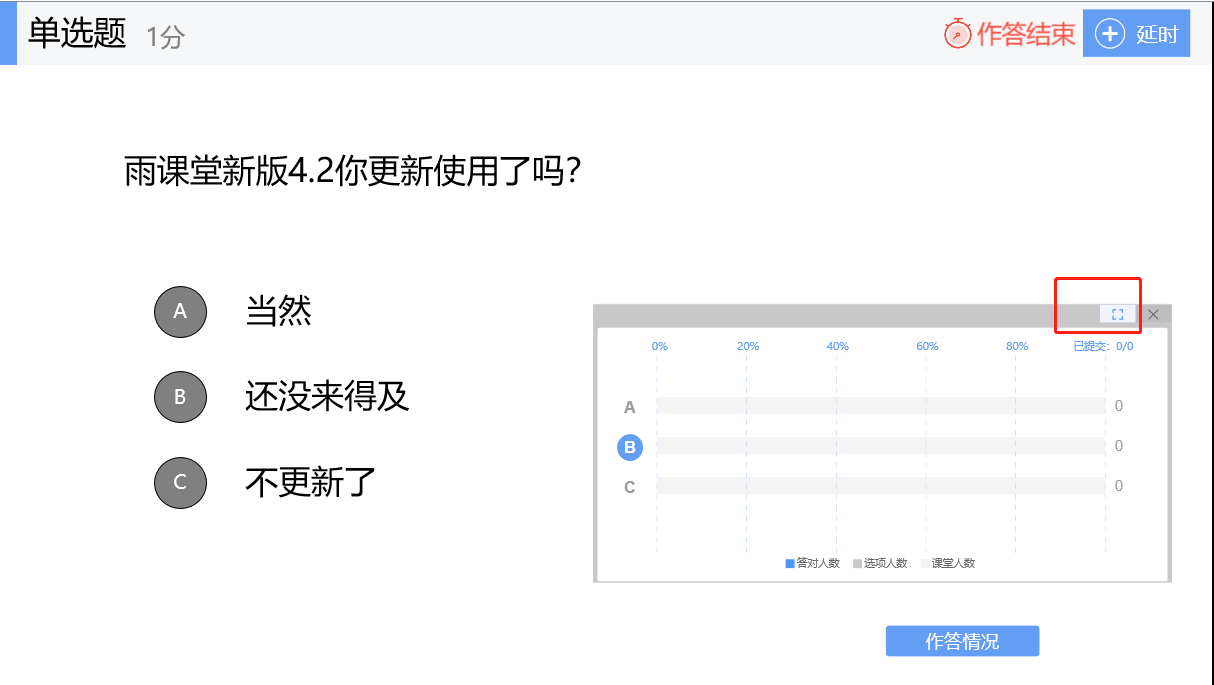 单选题 1分 作答结束 延时
雨课堂新版4.2你更新使用了吗？
A 当然
B 还没来得及
C 不更新了
0% 20% 40% 60% 80% 已提交：0/0
A 0
B 0
C 0
答对人数 选项人数 课堂人数
作答情况